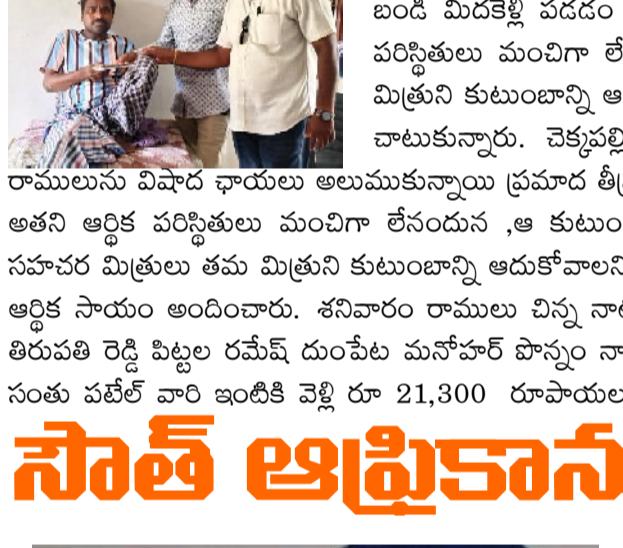 బండి మీదకెళ్లి పడడం
పరిస్థితులు మంచిగా లే
మిత్రుని కుటుంబాన్ని ఆ
చాటుకున్నారు. చెక్కపల్లి
రాములును విషాద ఛాయలు అలుముకున్నాయి ప్రమాద తీ
అతని ఆర్థిక పరిస్థితులు మంచిగా లేనందున ,ఆ కుటుం
సహచర మిత్రులు తమ మిత్రుని కుటుంబాన్ని ఆదుకోవాలని
ఆర్థిక సాయం అందించారు. శనివారం రాములు చిన్న నా
తిరుపతి రెడ్డి పిట్టల రమేష్ దుంపేట మనోహర్ పొన్నం నా
సంతు పటేల్ వారి ఇంటికి వెళ్లి రూ 21,300 రూపాయల
సౌత్ ఆఫ్రికాన